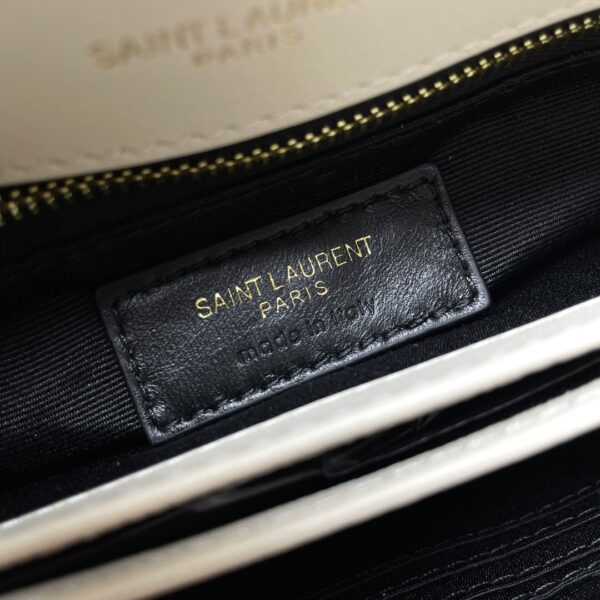 SAINT LAURENT
PARIS
SAINT LAURENT
PARIS
made in Italy